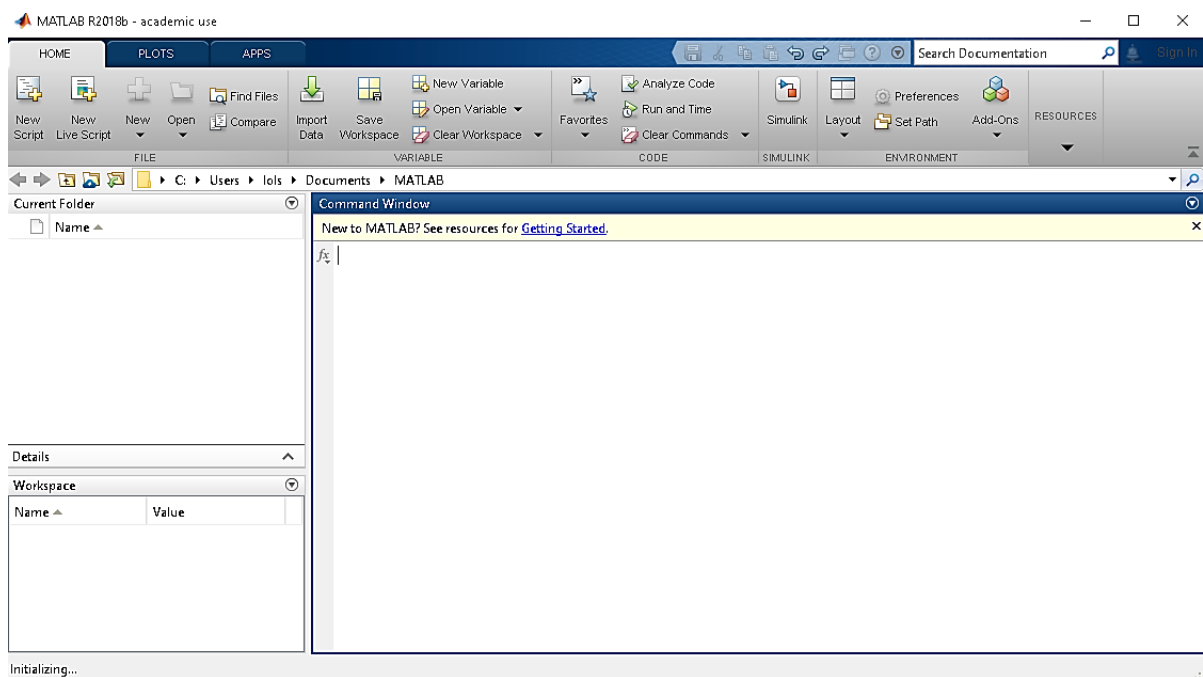 MATLAB R2018b - academic use
HOME PLOTS APPS Search Documentation Sign In
New Script
New Live Script
New
Open
Find Files
Compare
FILE
Import Data
Save Workspace
New Variable
Open Variable
Clear Workspace
VARIABLE
Favorites
Analyze Code
Run and Time
Clear Commands
CODE
Simulink
SIMULINK
Layout
Preferences
Set Path
Add-Ons
ENVIRONMENT
RESOURCES
C: Users lols Documents MATLAB
Current Folder
Name
Command Window
New to MATLAB? See resources for Getting Started.
fx
Details
Workspace
Name Value
Initializing...